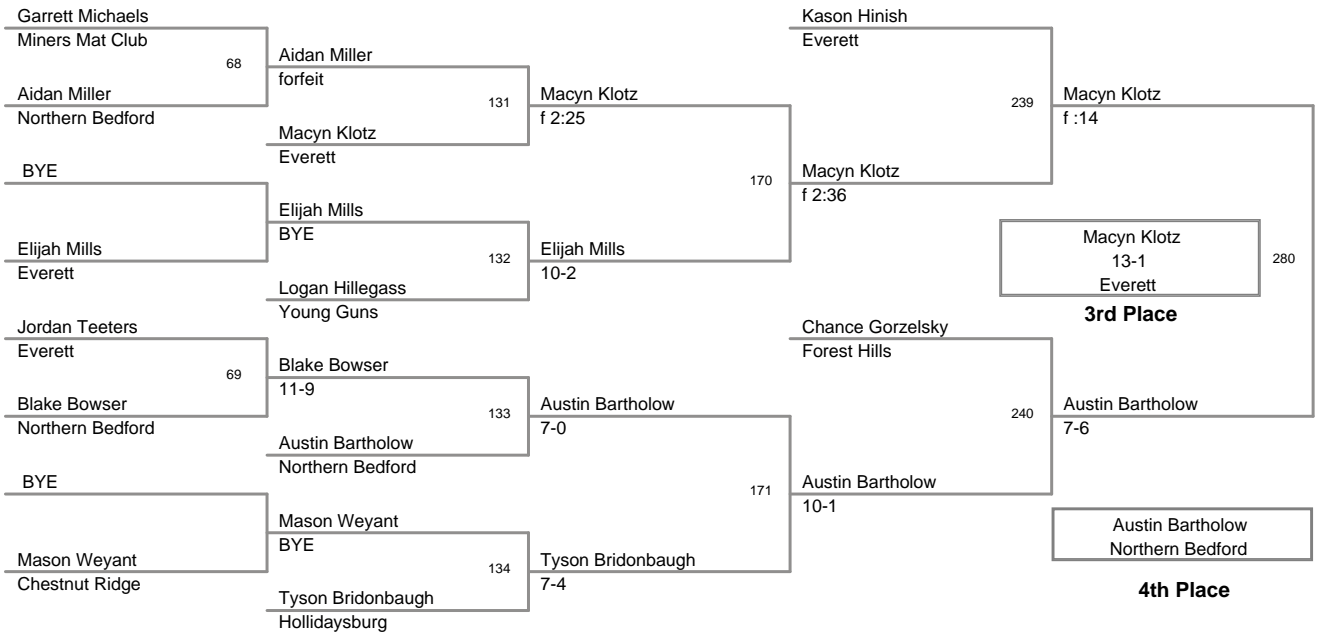 Garrett Michaels
Miners Mat Club
68
Aidan Miller
Northern Bedford
BYE
Elijah Mills
Everett
Jordan Teeters
Everett
69
Blake Bowser
Northern Bedford
BYE
Mason Weyant
Chestnut Ridge
Aidan Miller
forfeit
131
Macyn Klotz
Everett
Elijah Mills
BYE
132
Logan Hillegass
Young Guns
Blake Bowser
11-9
133
Austin Bartholow
Northern Bedford
Mason Weyant
BYE
134
Tyson Bridonbaugh
Hollidaysburg
Macyn Klotz
f 2:25
170
Elijah Mills
10-2
Austin Bartholow
7-0
171
Tyson Bridonbaugh
7-4
Kason Hinish
Everett
239
Macyn Klotz
f 2:36
Chance Gorzelsky
Forest Hills
240
Austin Bartholow
10-1
Macyn Klotz
f :14
Macyn Klotz
13-1
Everett
280
3rd Place
Austin Bartholow
7-6
Austin Bartholow
Northern Bedford
4th Place